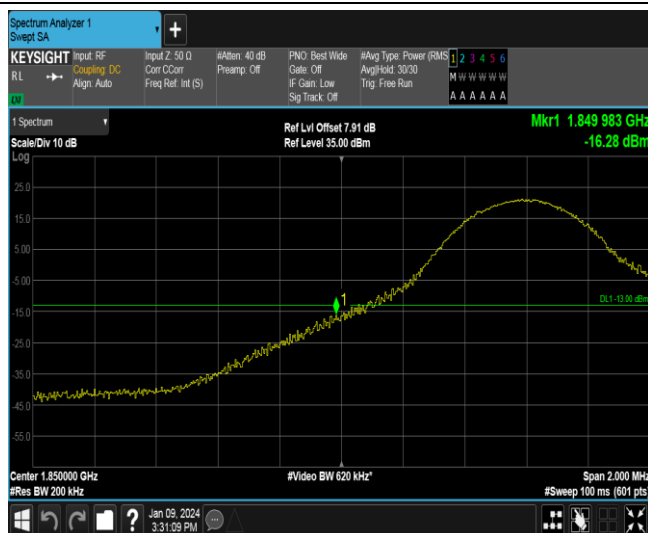 Spectrum Analyzer 1
Swept SA
+
KEYSIGHT
RL
LXI
Input: RF
Coupling: DC
Align: Auto
Input Z: 50 Ω
Corr CCorr
Freq Ref: Int (S)
#Atten: 40 dB
Preamp: Off
PNO: Best Wide
Gate: Off
IF Gain: Low
Sig Track: Off
#Avg Type: Power (RMS
Avg|Hold: 30/30
Trig: Free Run
1 2 3 4 5 6
M W W W W W
A A A A A A
1 Spectrum
Scale/Div 10 dB
Ref Lvl Offset 7.91 dB
Ref Level 35.00 dBm
Mkr1 1.849 983 GHz
-16.28 dBm
Log
25.0
15.0
5.00
-5.00
-15.0
-25.0
-35.0
-45.0
-55.0
1
DL1 -13.00 dBm
Center 1.850000 GHz
#Res BW 200 kHz
#Video BW 620 kHz*
Span 2.000 MHz
#Sweep 100 ms (601 pts)
?
Jan 09, 2024
3:31:09 PM